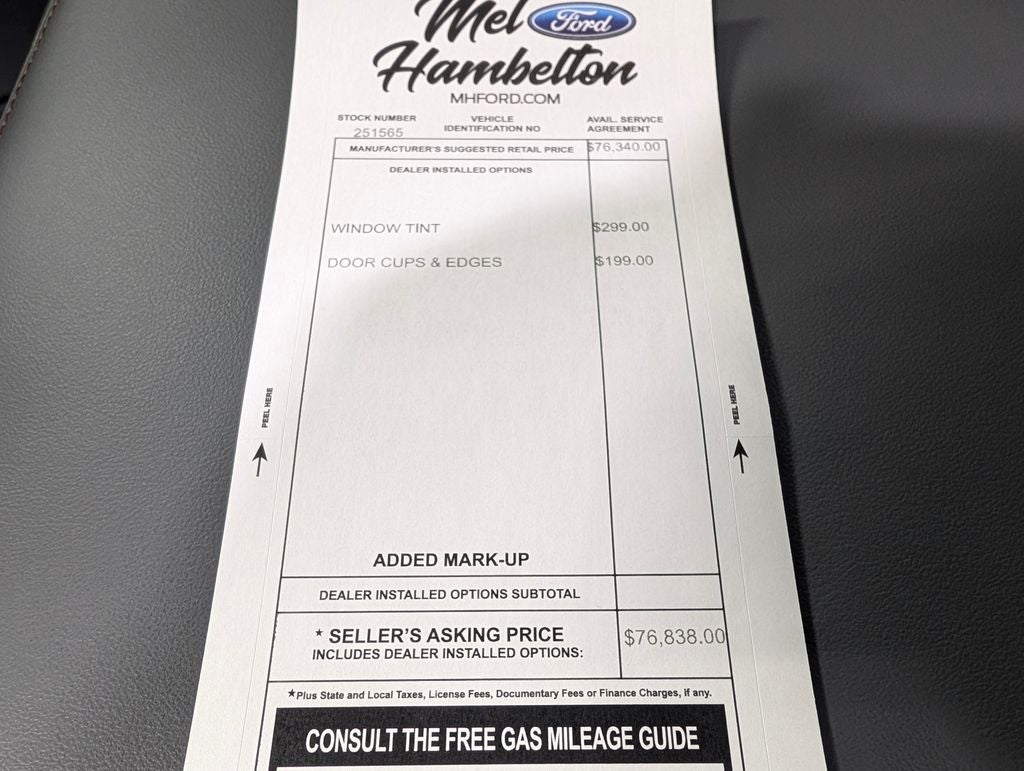 Mel Ford
Hambelton
MHFORD.COM
STOCK NUMBER VEHICLE IDENTIFICATION NO AVAIL. SERVICE AGREEMENT
251565
MANUFACTURER'S SUGGESTED RETAIL PRICE $76,340.00
DEALER INSTALLED OPTIONS
WINDOW TINT $299.00
DOOR CUPS & EDGES $199.00
PEEL HERE PEEL HERE
ADDED MARK-UP
DEALER INSTALLED OPTIONS SUBTOTAL
* SELLER'S ASKING PRICE $76,838.00
INCLUDES DEALER INSTALLED OPTIONS:
*Plus State and Local Taxes, License Fees, Documentary Fees or Finance Charges, if any.
CONSULT THE FREE GAS MILEAGE GUIDE